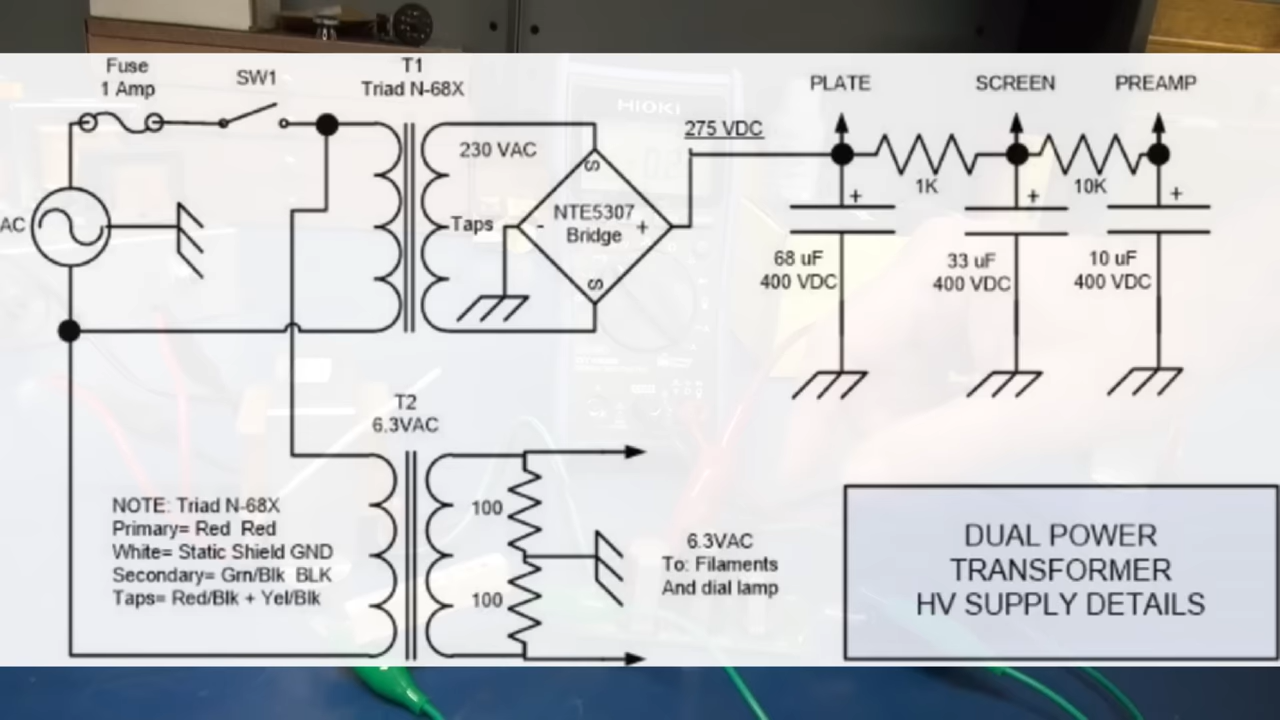 Fuse
1 Amp
SW1
T1
Triad N-68X
AC
230 VAC
Taps
S
NTE5307
- Bridge +
S
HIOKI
275 VDC
PLATE
SCREEN
PREAMP
1K
10K
+
+
+
68 uF
400 VDC
33 uF
400 VDC
10 uF
400 VDC
T2
6.3VAC
100
100
6.3VAC
To: Filaments
And dial lamp
NOTE: Triad N-68X
Primary= Red Red
White= Static Shield GND
Secondary= Grn/Blk BLK
Taps= Red/Blk + Yel/Blk
DUAL POWER
TRANSFORMER
HV SUPPLY DETAILS